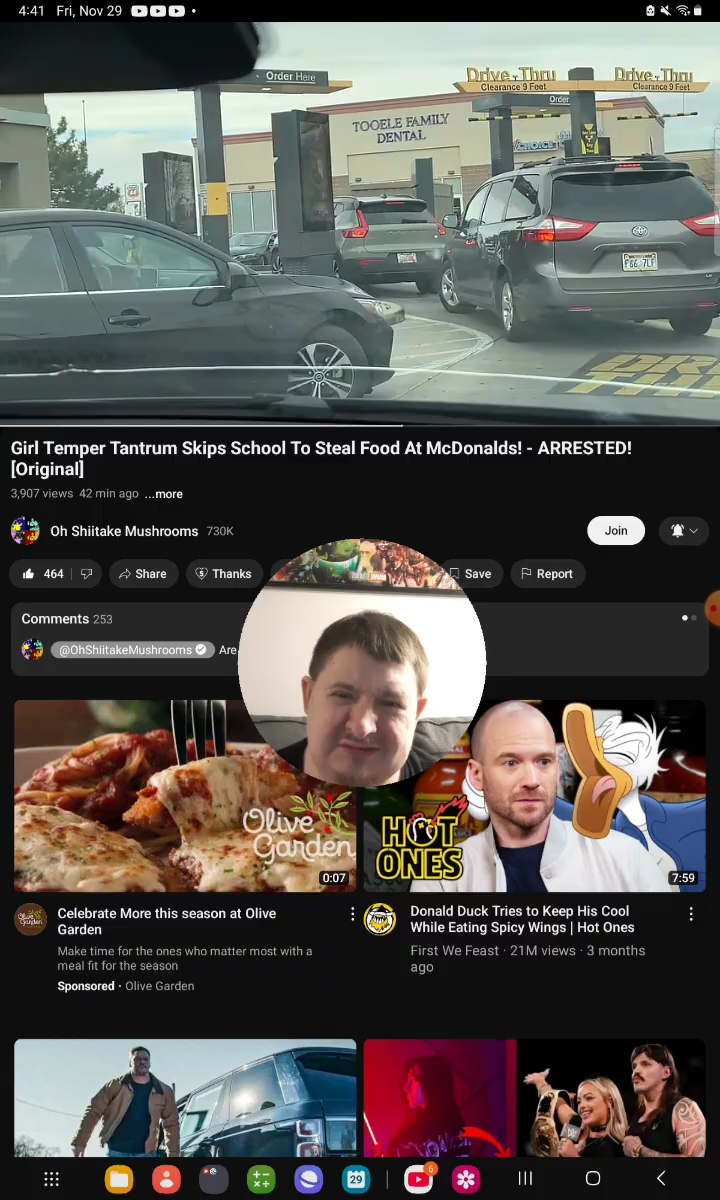 4:41 Fri, Nov 29
Order Here
Drive-Thru
Drive-Thru
Clearance 9 Feet
Clearance 9 Feet
Order
TOOELE FAMILY
DENTAL
Girl Temper Tantrum Skips School To Steal Food At McDonalds! - ARRESTED!
[Original]
3,907 views 42 min ago ...more
Oh Shiitake Mushrooms 730K
Join
464
Share
Thanks
Save
Report
Comments 253
@OhShiitakeMushrooms Are
Olive
Garden
0:07
HOT
ONES
7:59
Celebrate More this season at Olive
Garden
Make time for the ones who matter most with a
meal fit for the season
Sponsored · Olive Garden
Donald Duck Tries to Keep His Cool
While Eating Spicy Wings | Hot Ones
First We Feast · 21M views · 3 months
ago
29
6